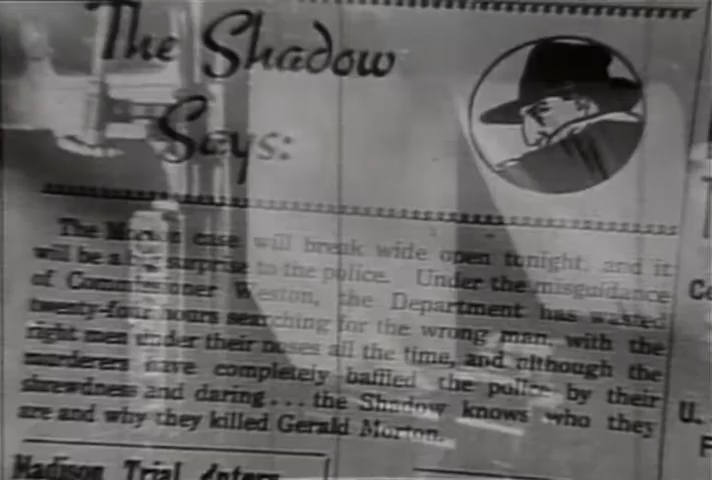 The Shadow
Says:
The case will break wide open tonight, and it
will be a big surprise to the police. Under the misguidance
of Commissioner Weston, the Department has wasted
twenty-four hours searching for the wrong man, with the
right men under their noses all the time, and although the
murderers have completely baffled the police by their
shrewdness and daring... the Shadow knows who they
are and why they killed Gerald Morton.
Madison Trial Enters
U.
F